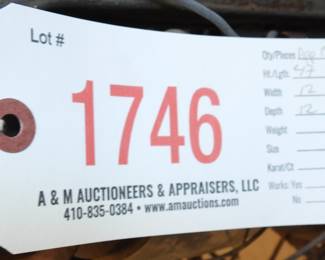 Lot #
1746
A & M AUCTIONEERS & APPRAISERS, LLC
410-835-0384 • www.amauctions.com
Qty/Pieces
Ht./Lgth: 47
Width 12
Depth 12
Weight
Size
Karat/Ct
Works: Yes
No